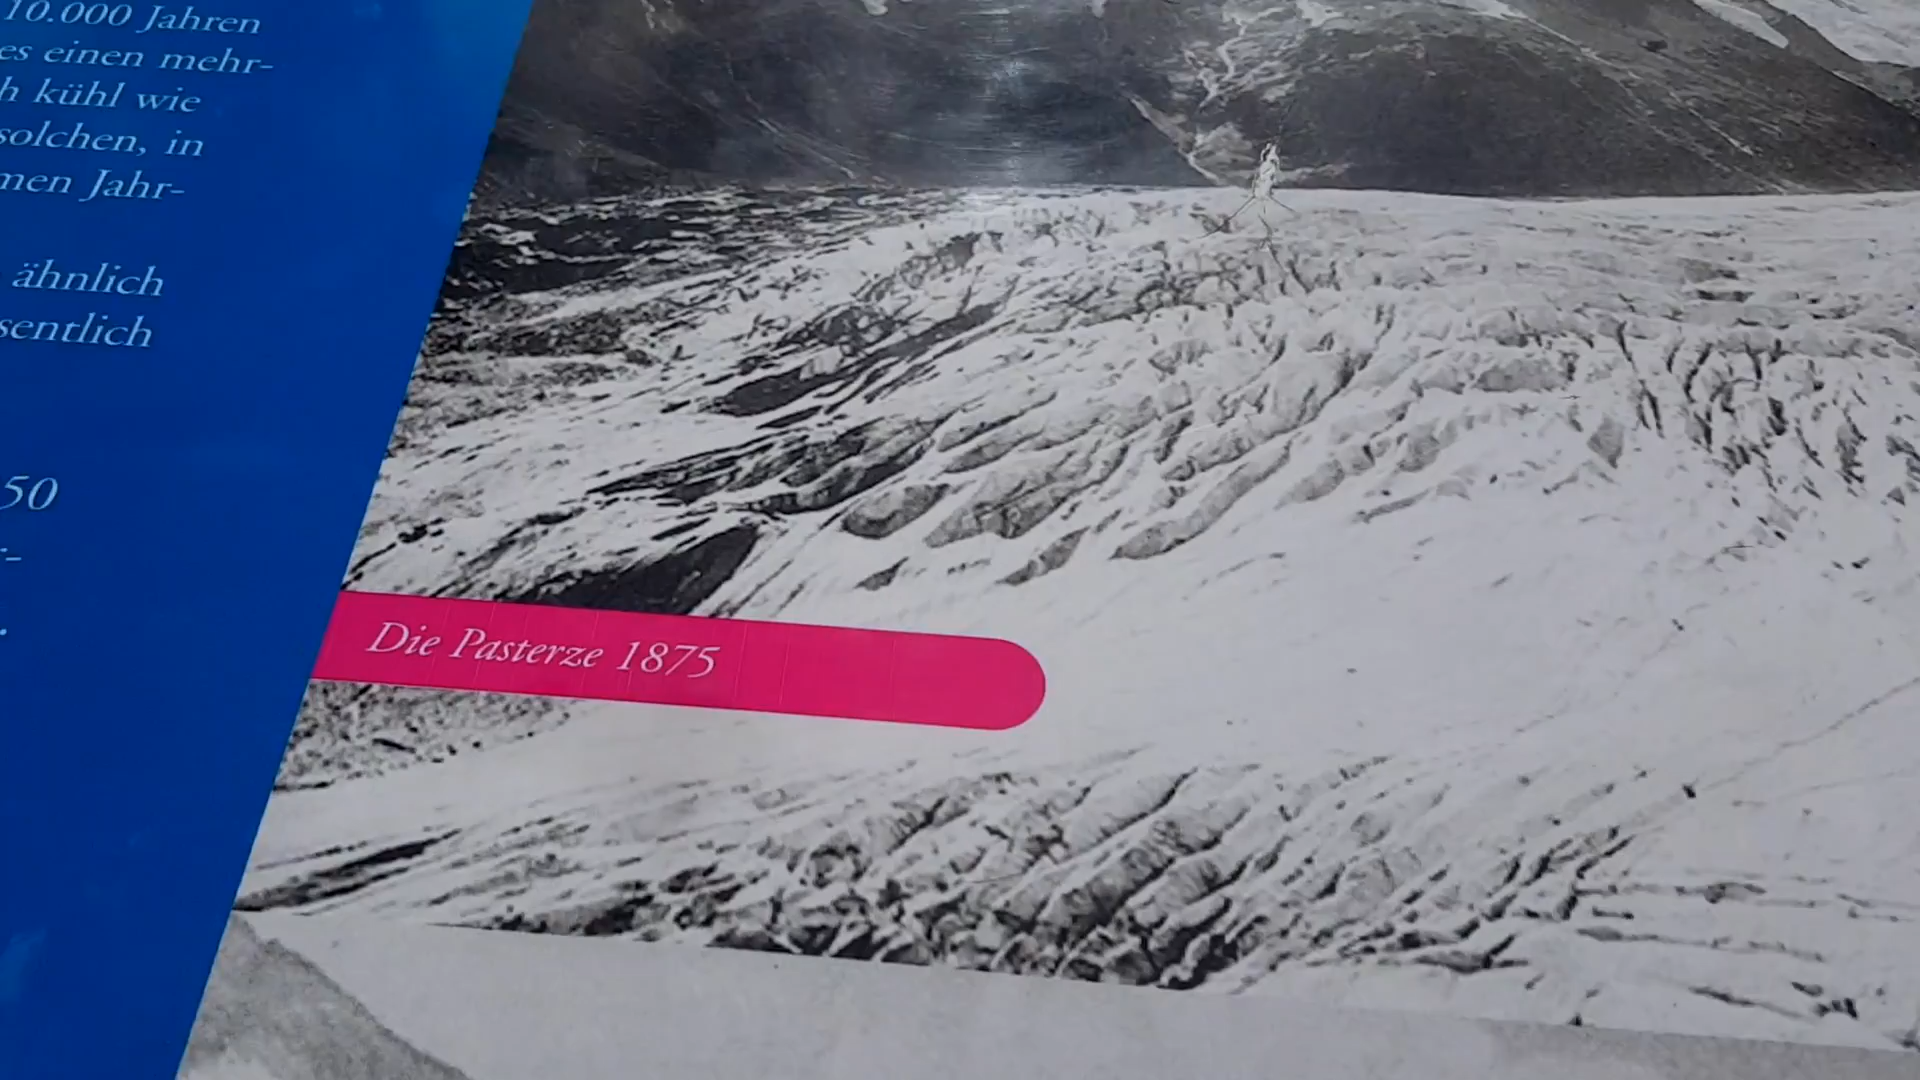 10.000 Jahren
es einen mehr-
h kühl wie
solchen, in
men Jahr-
ähnlich
sentlich
50
-
.
Die Pasterze 1875